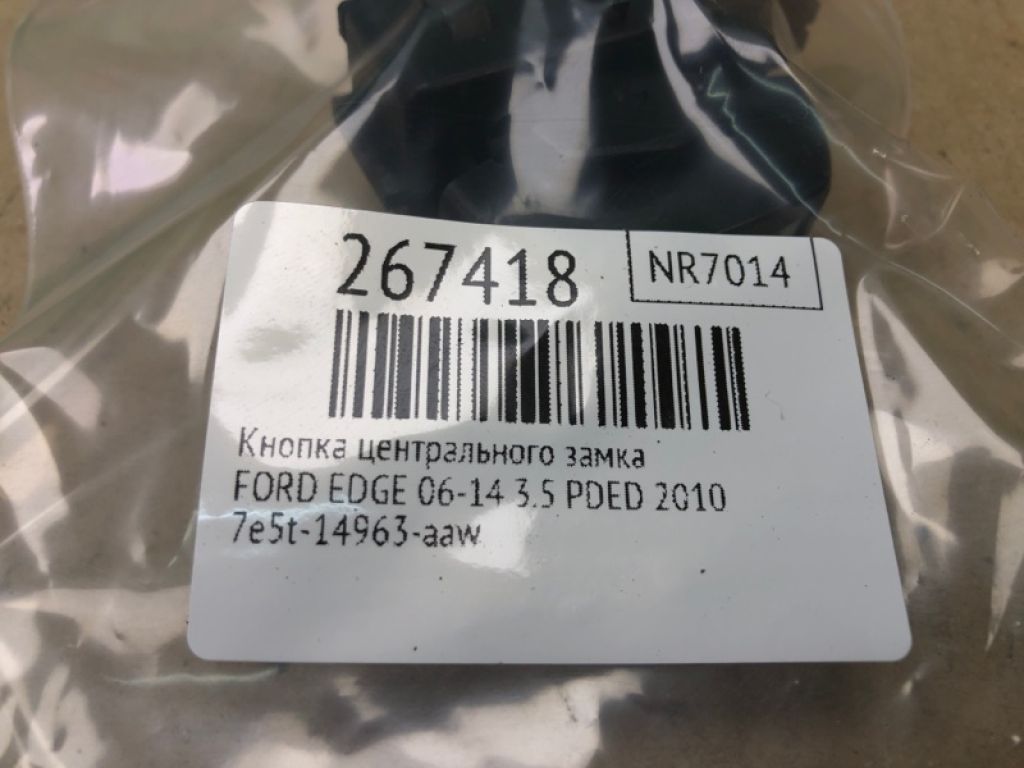 267418
NR7014
Кнопка центрального замка
FORD EDGE 06-14 3.5 PDED 2010
7e5t-14963-aaw